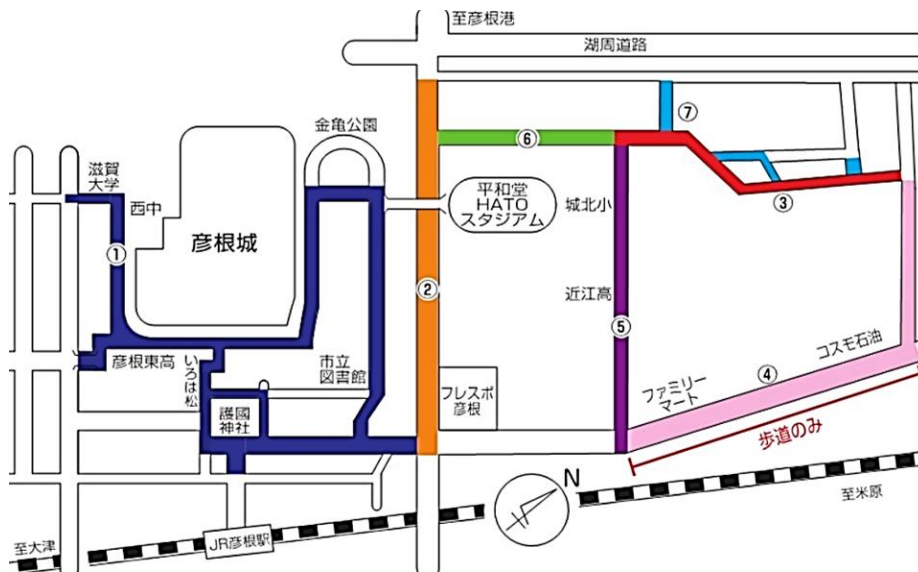 至彦根港
湖周道路
⑦
金亀公園
⑥
滋賀
大学
西中
平和堂
HATO
スタジアム
城北小
③
彦根城
①
②
近江高
⑤
コスモ石油
彦根東高
いろは松
市立
図書館
④
フレスポ
彦根
ファミリー
マート
護國
神社
歩道のみ
N
至米原
JR彦根駅
至大津